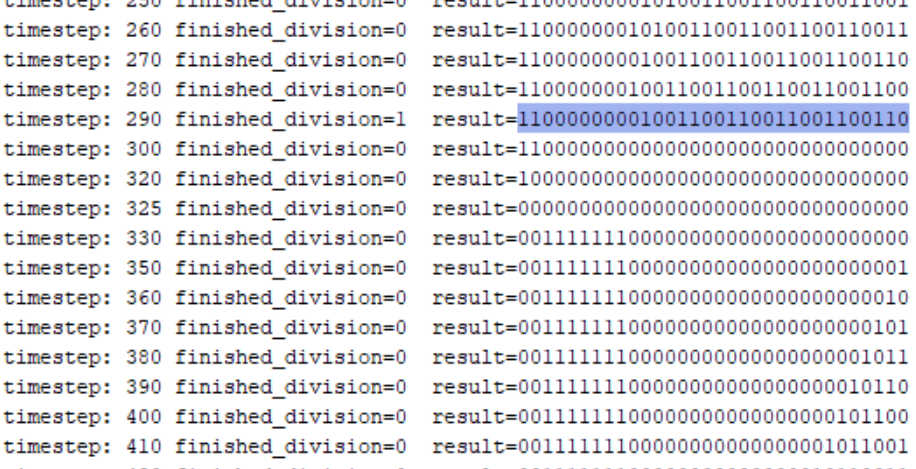 timestep: 250 finished_division=0 result=11000000001010011001100110011001
timestep: 260 finished_division=0 result=11000000010100110011001100110011
timestep: 270 finished_division=0 result=11000000001001100110011001100110
timestep: 280 finished_division=0 result=11000000010011001100110011001100
timestep: 290 finished_division=1 result=11000000001001100110011001100110
timestep: 300 finished_division=0 result=11000000000000000000000000000000
timestep: 320 finished_division=0 result=10000000000000000000000000000000
timestep: 325 finished_division=0 result=00000000000000000000000000000000
timestep: 330 finished_division=0 result=00111111100000000000000000000000
timestep: 350 finished_division=0 result=00111111100000000000000000000001
timestep: 360 finished_division=0 result=00111111100000000000000000000010
timestep: 370 finished_division=0 result=00111111100000000000000000000101
timestep: 380 finished_division=0 result=00111111100000000000000000001011
timestep: 390 finished_division=0 result=00111111100000000000000000010110
timestep: 400 finished_division=0 result=00111111100000000000000000101100
timestep: 410 finished_division=0 result=00111111100000000000000001011001